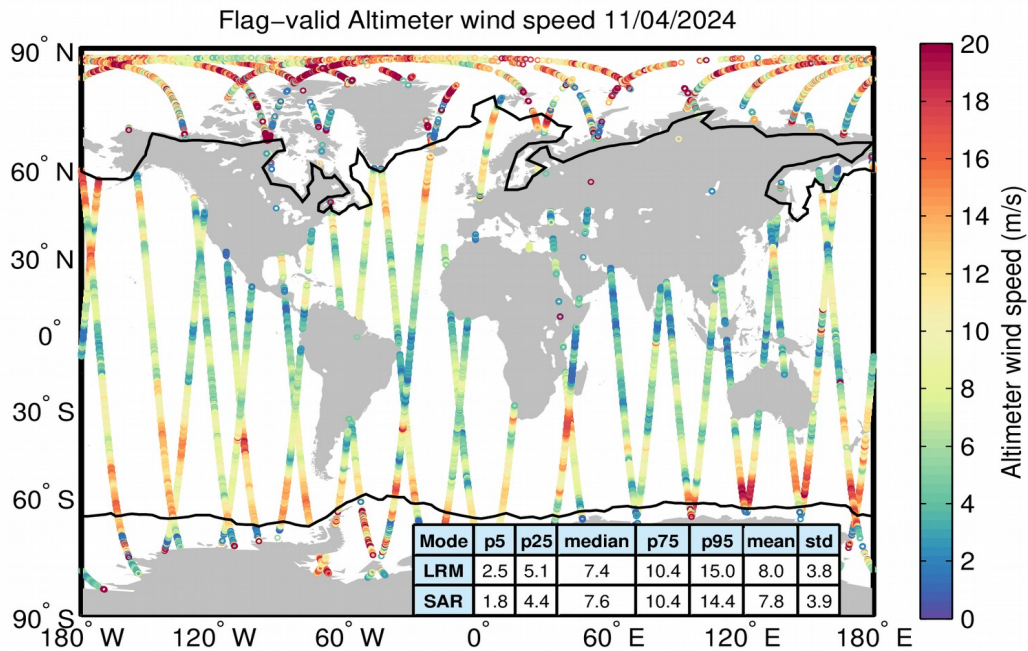 Flag−valid Altimeter wind speed 11/04/2024
90° N
60° N
30° N
0°
30° S
60° S
90° S
180° W
120° W
60° W
0°
60° E
120° E
180° E
Mode p5 p25 median p75 p95 mean std
LRM 2.5 5.1 7.4 10.4 15.0 8.0 3.8
SAR 1.8 4.4 7.6 10.4 14.4 7.8 3.9
20
18
16
14
12
10
8
6
4
2
0
Altimeter wind speed (m/s)